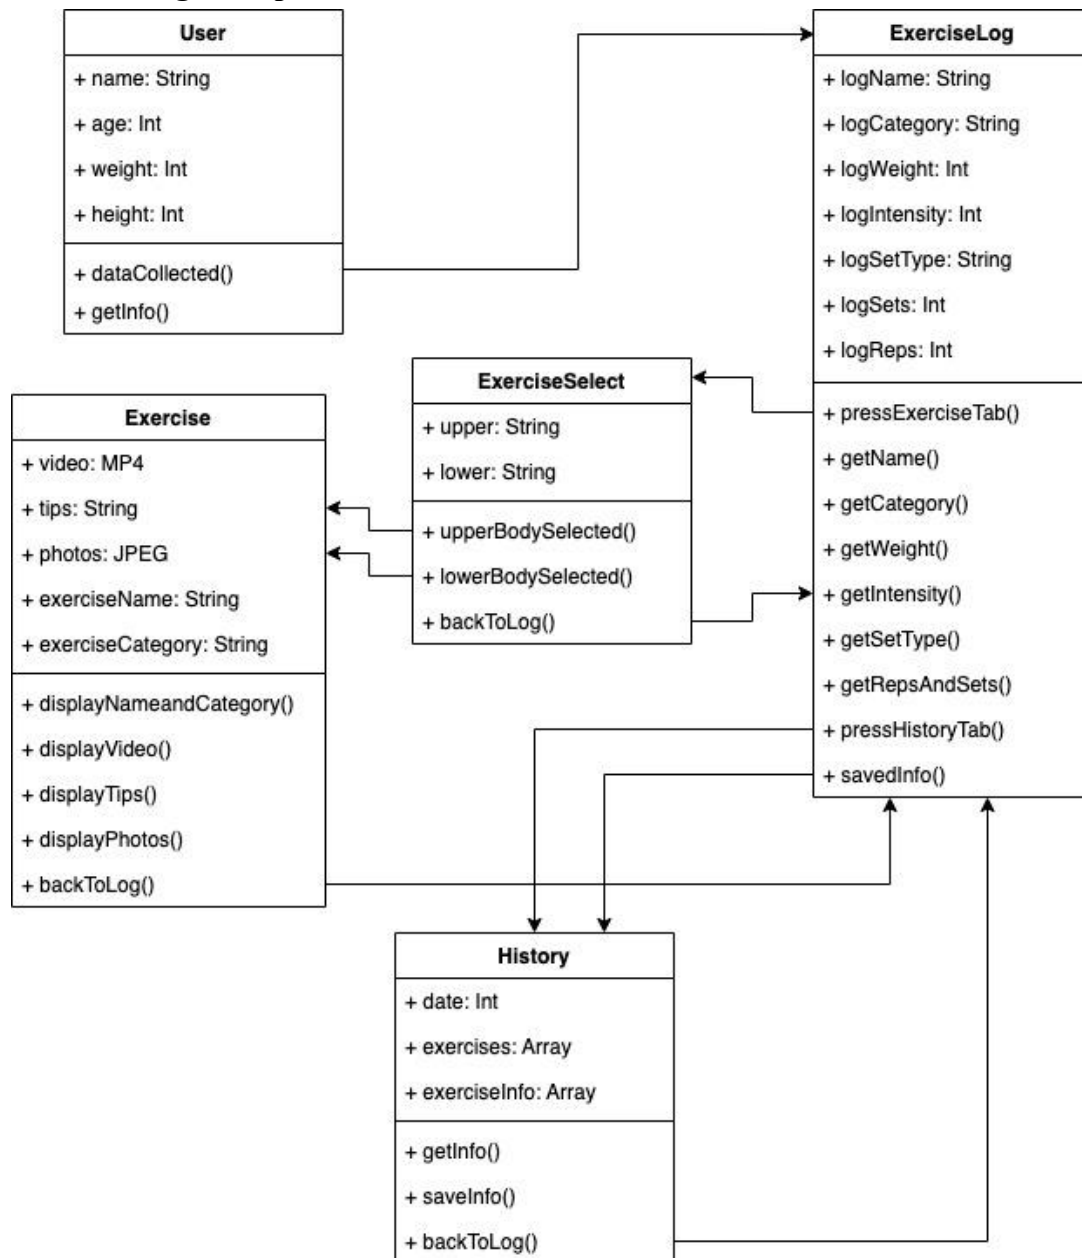 User
+ name: String
+ age: Int
+ weight: Int
+ height: Int
+ dataCollected()
+ getInfo()
ExerciseLog
+ logName: String
+ logCategory: String
+ logWeight: Int
+ logIntensity: Int
+ logSetType: String
+ logSets: Int
+ logReps: Int
+ pressExerciseTab()
+ getName()
+ getCategory()
+ getWeight()
+ getIntensity()
+ getSetType()
+ getRepsAndSets()
+ pressHistoryTab()
+ savedInfo()
ExerciseSelect
+ upper: String
+ lower: String
+ upperBodySelected()
+ lowerBodySelected()
+ backToLog()
Exercise
+ video: MP4
+ tips: String
+ photos: JPEG
+ exerciseName: String
+ exerciseCategory: String
+ displayNameandCategory()
+ displayVideo()
+ displayTips()
+ displayPhotos()
+ backToLog()
History
+ date: Int
+ exercises: Array
+ exerciseInfo: Array
+ getInfo()
+ saveInfo()
+ backToLog()